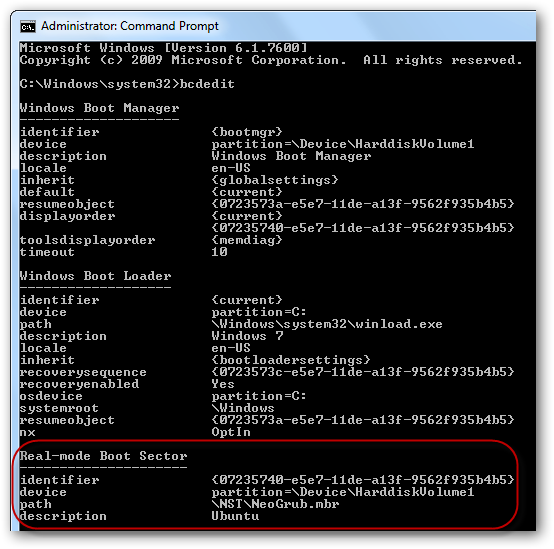 Administrator: Command Prompt
Microsoft Windows [Version 6.1.7600]
Copyright (c) 2009 Microsoft Corporation.  All rights reserved.
C:\Windows\system32>bcdedit
Windows Boot Manager
--------------------
identifier              {bootmgr}
device                  partition=\Device\HarddiskVolume1
description             Windows Boot Manager
locale                  en-US
inherit                 {globalsettings}
default                 {current}
resumeobject            {0723573a-e5e7-11de-a13f-9562f935b4b5}
displayorder            {current}
                        {07235740-e5e7-11de-a13f-9562f935b4b5}
toolsdisplayorder       {memdiag}
timeout                 10
Windows Boot Loader
-------------------
identifier              {current}
device                  partition=C:
path                    \Windows\system32\winload.exe
description             Windows 7
locale                  en-US
inherit                 {bootloadersettings}
recoverysequence        {0723573c-e5e7-11de-a13f-9562f935b4b5}
recoveryenabled         Yes
osdevice                partition=C:
systemroot              \Windows
resumeobject            {0723573a-e5e7-11de-a13f-9562f935b4b5}
nx                      OptIn
Real-mode Boot Sector
---------------------
identifier              {07235740-e5e7-11de-a13f-9562f935b4b5}
device                  partition=\Device\HarddiskVolume1
path                    \NST\NeoGrub.mbr
description             Ubuntu